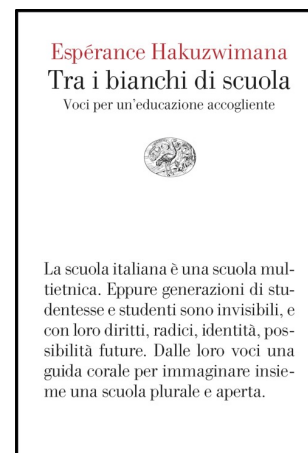 Espérance Hakuzwimana
Tra i bianchi di scuola
Voci per un'educazione accogliente
La scuola italiana è una scuola mul-
tietnica. Eppure generazioni di stu-
dentesse e studenti sono invisibili, e
con loro diritti, radici, identità, pos-
sibilità future. Dalle loro voci una
guida corale per immaginare insie-
me una scuola plurale e aperta.